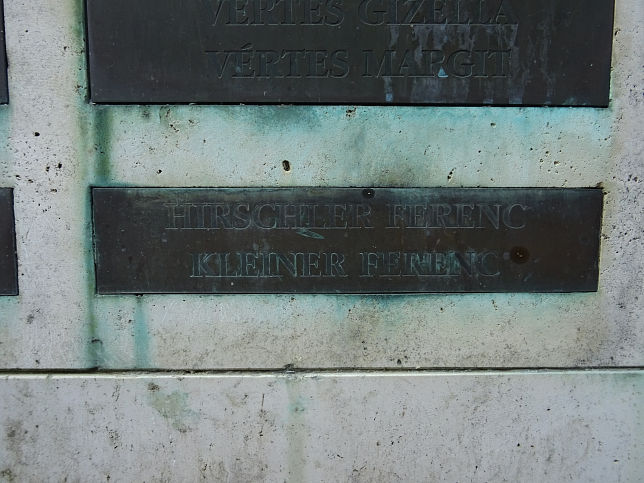 VÉRTES GIZELLA
VÉRTES MARGIT
HIRSCHLER FERENC
KLEINER FERENC